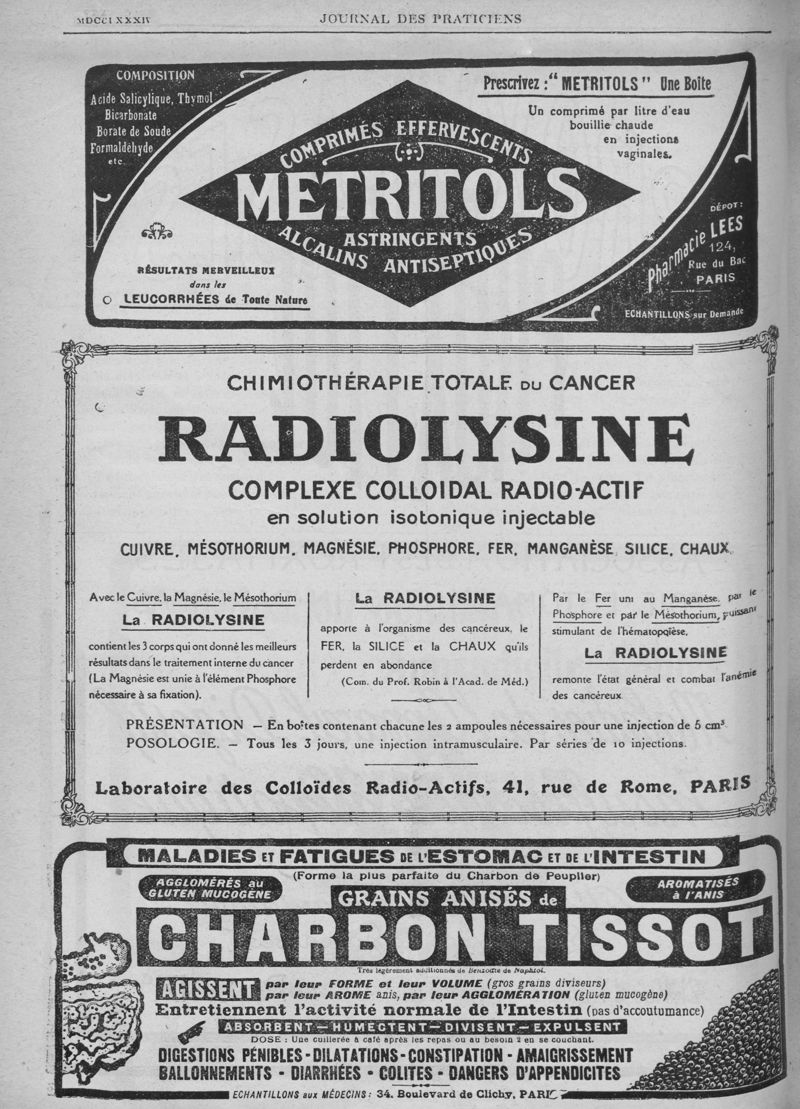 MDCCLXXXIV
JOURNAL DES PRATICIENS
COMPOSITION
Acide Salicylique, Thymol
Bicarbonate
Borate de Soude
Formaldéhyde
etc.
Prescrivez : "METRITOLS" Une Boîte
Un comprimé par litre d'eau
bouillie chaude
en injections
vaginales.
COMPRIMÉS EFFERVESCENTS
METRITOLS
ASTRINGENTS
ALCALINS ANTISEPTIQUES
RÉSULTATS MERVEILLEUX
dans les
LEUCORRHÉES de Toute Nature
DÉPOT :
Pharmacie LEES
124,
Rue du Bac
PARIS
ECHANTILLONS sur Demande
CHIMIOTHÉRAPIE TOTALE DU CANCER
RADIOLYSINE
COMPLEXE COLLOIDAL RADIO-ACTIF
en solution isotonique injectable
CUIVRE, MÉSOTHORIUM, MAGNÉSIE, PHOSPHORE, FER, MANGANÈSE, SILICE, CHAUX
Avec le Cuivre, la Magnésie, le Mésothorium
La RADIOLYSINE
contient les 3 corps qui ont donné les meilleurs
résultats dans le traitement interne du cancer
(La Magnésie est unie à l'élément Phosphore
nécessaire à sa fixation).
La RADIOLYSINE
apporte à l'organisme des cancéreux, le
FER, la SILICE et la CHAUX qu'ils
perdent en abondance
(Com. du Prof. Robin à l'Acad. de Méd.)
Par le Fer uni au Manganèse, par le
Phosphore et par le Mésothorium, puissant
stimulant de l'hématopoïèse,
La RADIOLYSINE
remonte l'état général et combat l'anémie
des cancéreux
PRÉSENTATION — En boîtes contenant chacune les 2 ampoules nécessaires pour une injection de 5 cm³
POSOLOGIE. — Tous les 3 jours, une injection intramusculaire. Par séries de 10 injections.
Laboratoire des Colloïdes Radio-Actifs, 41, rue de Rome, PARIS
MALADIES ET FATIGUES DE L'ESTOMAC ET DE L'INTESTIN
(Forme la plus parfaite du Charbon de Peuplier)
AGGLOMÉRÉS au
GLUTEN MUCOGÈNE
GRAINS ANISÉS de
AROMATISÉS
à l'ANIS
CHARBON TISSOT
Très légèrement additionnés de Benzoate de Naphtol.
AGISSENT
par leur FORME et leur VOLUME (gros grains diviseurs)
par leur AROME anis, par leur AGGLOMÉRATION (gluten mucogène)
Entretiennent l'activité normale de l'Intestin (pas d'accoutumance)
ABSORBENT — HUMECTENT — DIVISENT — EXPULSENT
DOSE : Une cuillerée à café après les repas ou au besoin 2 en se couchant.
DIGESTIONS PÉNIBLES - DILATATIONS - CONSTIPATION - AMAIGRISSEMENT
BALLONNEMENTS - DIARRHÉES - COLITES - DANGERS D'APPENDICITES
ECHANTILLONS aux MÉDECINS : 34, Boulevard de Clichy, PARIS